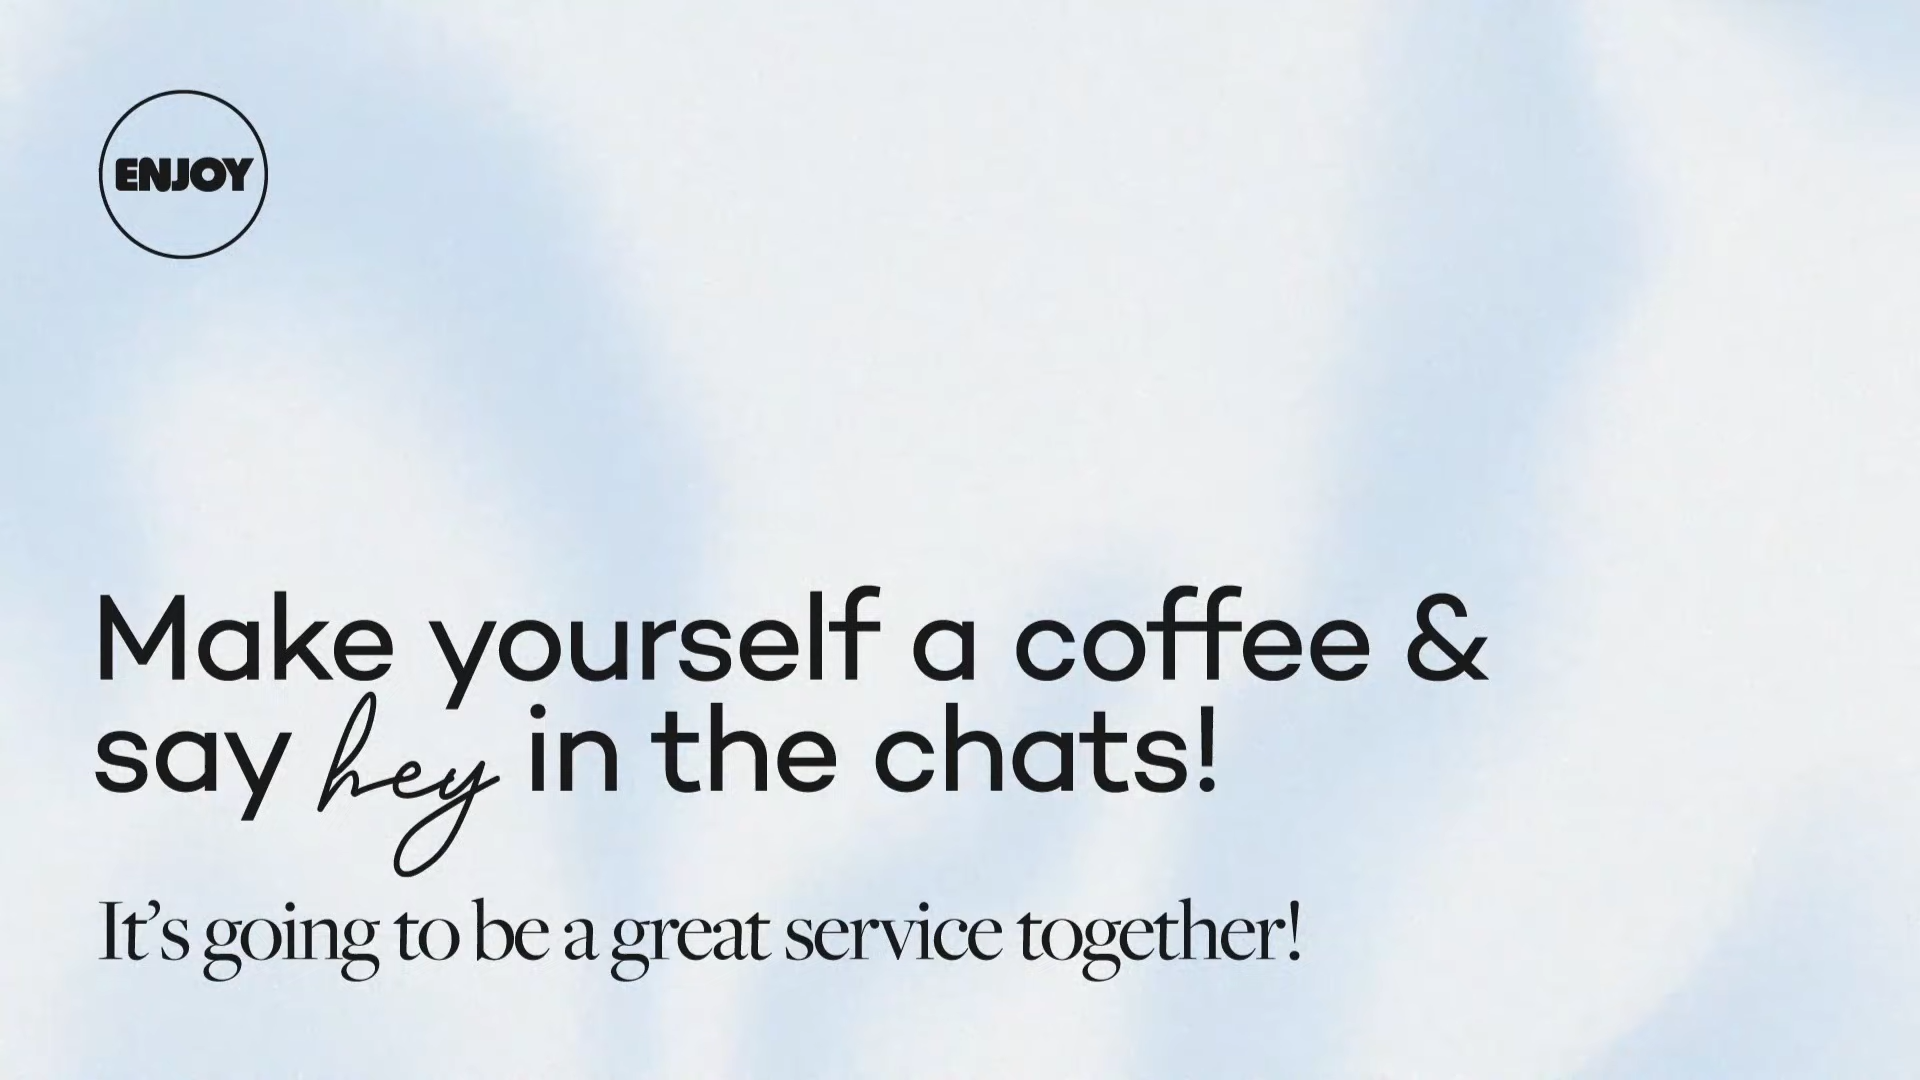 ENJOY
Make yourself a coffee &
say hey in the chats!
It’s going to be a great service together!